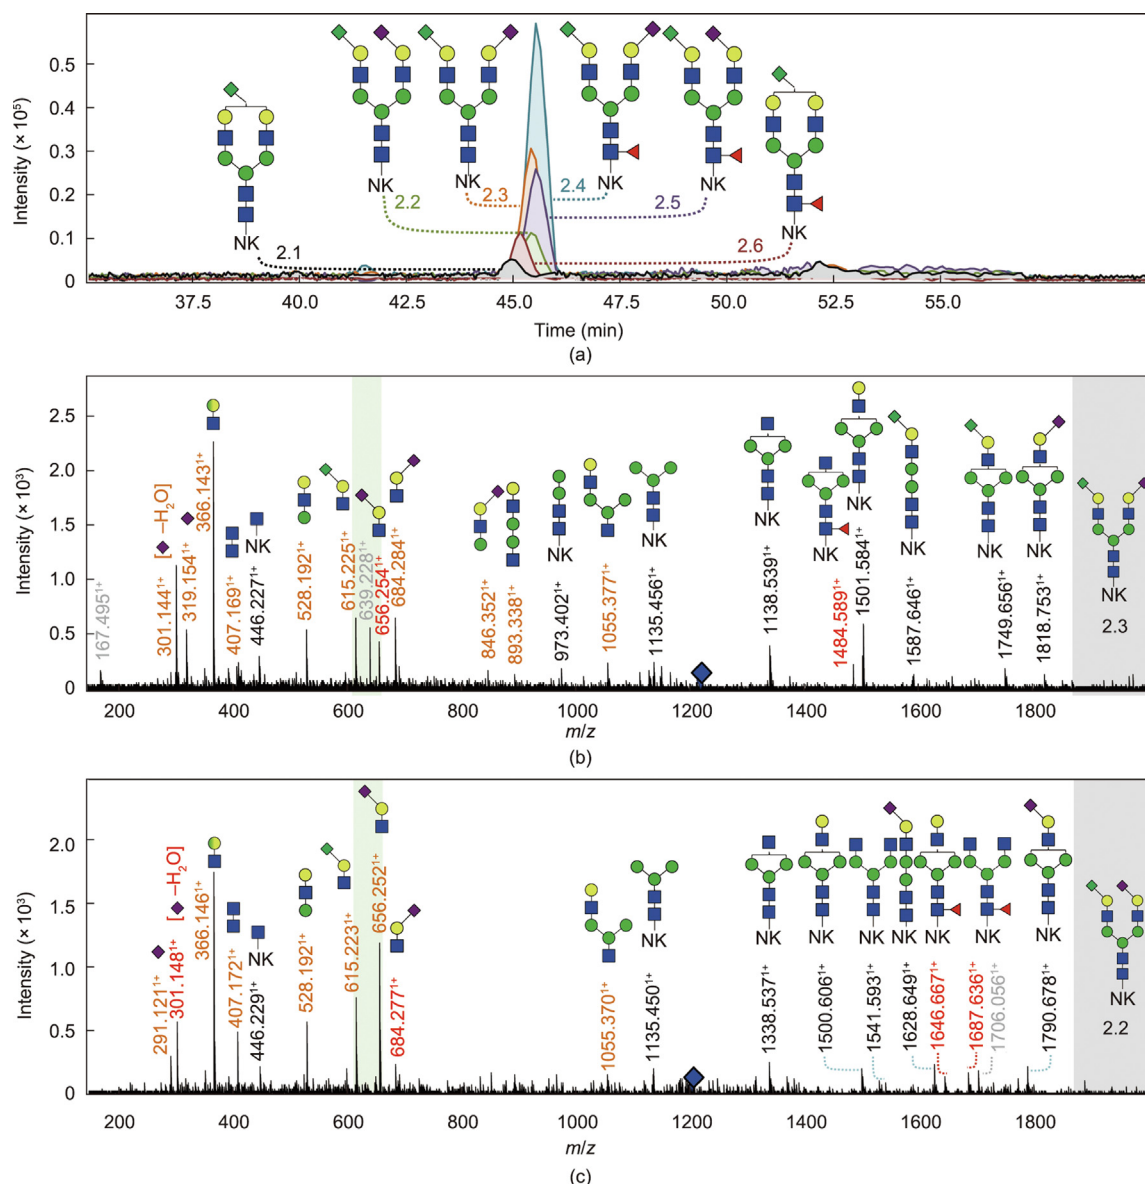 Intensity (× 10⁵)
0.5
0.4
0.3
0.2
0.1
0
NK
NK
NK
NK
NK
NK
2.1
2.2
2.3
2.4
2.5
2.6
37.5 40.0 42.5 45.0 47.5 50.0 52.5 55.0
Time (min)
(a)
Intensity (× 10³)
2.5
2.0
1.5
1.0
0.5
0
167.495¹⁺
301.144¹⁺ [ –H₂O]
319.154¹⁺
366.143¹⁺
407.169¹⁺
446.227¹⁺
NK
528.192¹⁺
615.225¹⁺
639.228¹⁺
656.254¹⁺
684.284¹⁺
846.352¹⁺
893.338¹⁺
973.402¹⁺
NK
1055.377¹⁺
1135.456¹⁺
NK
1138.539¹⁺
NK
1484.589¹⁺
NK
1501.584¹⁺
NK
1587.646¹⁺
NK
1749.656¹⁺
NK
1818.753¹⁺
NK
NK
2.3
200 400 600 800 1000 1200 1400 1600 1800
m/z
(b)
Intensity (× 10³)
2.0
1.5
1.0
0.5
0
291.121¹⁺
301.148¹⁺ [ –H₂O]
366.146¹⁺
407.172¹⁺
446.229¹⁺
NK
528.192¹⁺
615.223¹⁺
656.252¹⁺
684.277¹⁺
1055.370¹⁺
1135.450¹⁺
NK
1338.537¹⁺
NK
1500.606¹⁺
NK
1541.593¹⁺
NK
1628.649¹⁺
NK
1646.667¹⁺
NK
1687.636¹⁺
NK
1706.056¹⁺
1790.678¹⁺
NK
NK
2.2
200 400 600 800 1000 1200 1400 1600 1800
m/z
(c)